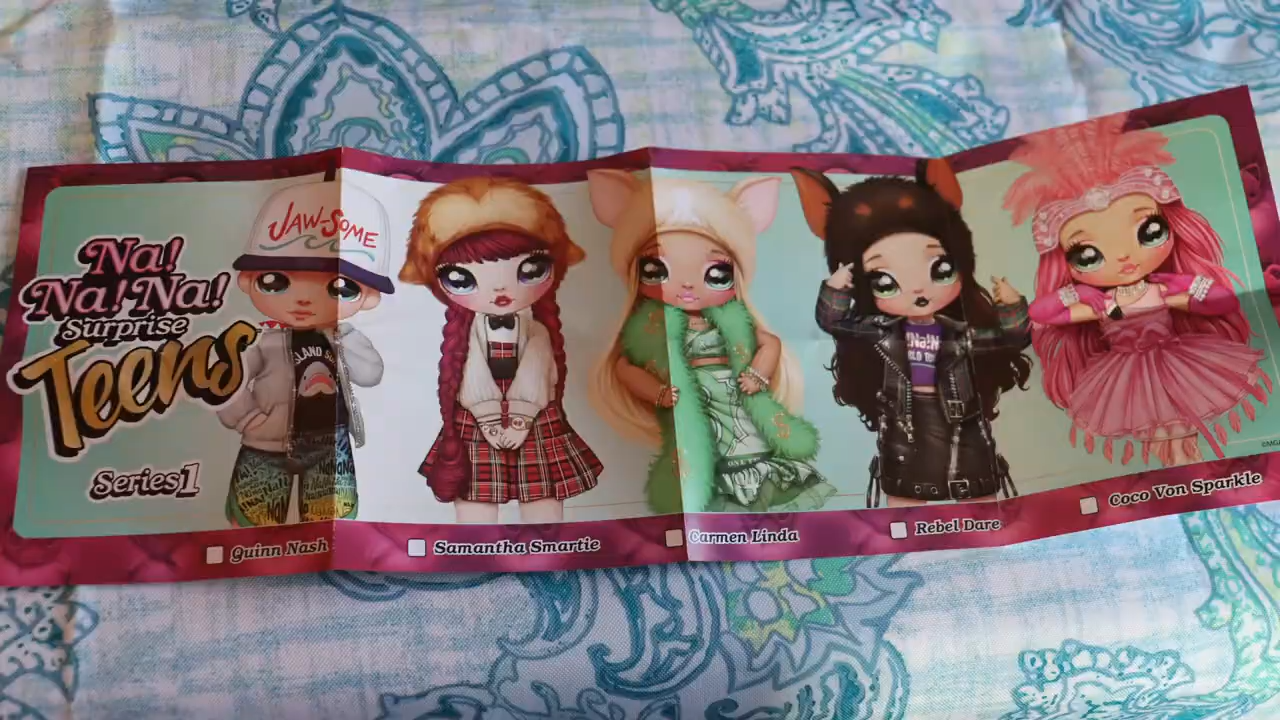 Na!
Na! Na!
Surprise
Teens
Series 1
JAW-SOME
Quinn Nash
Samantha Smartie
Carmen Linda
Rebel Dare
Coco Von Sparkle